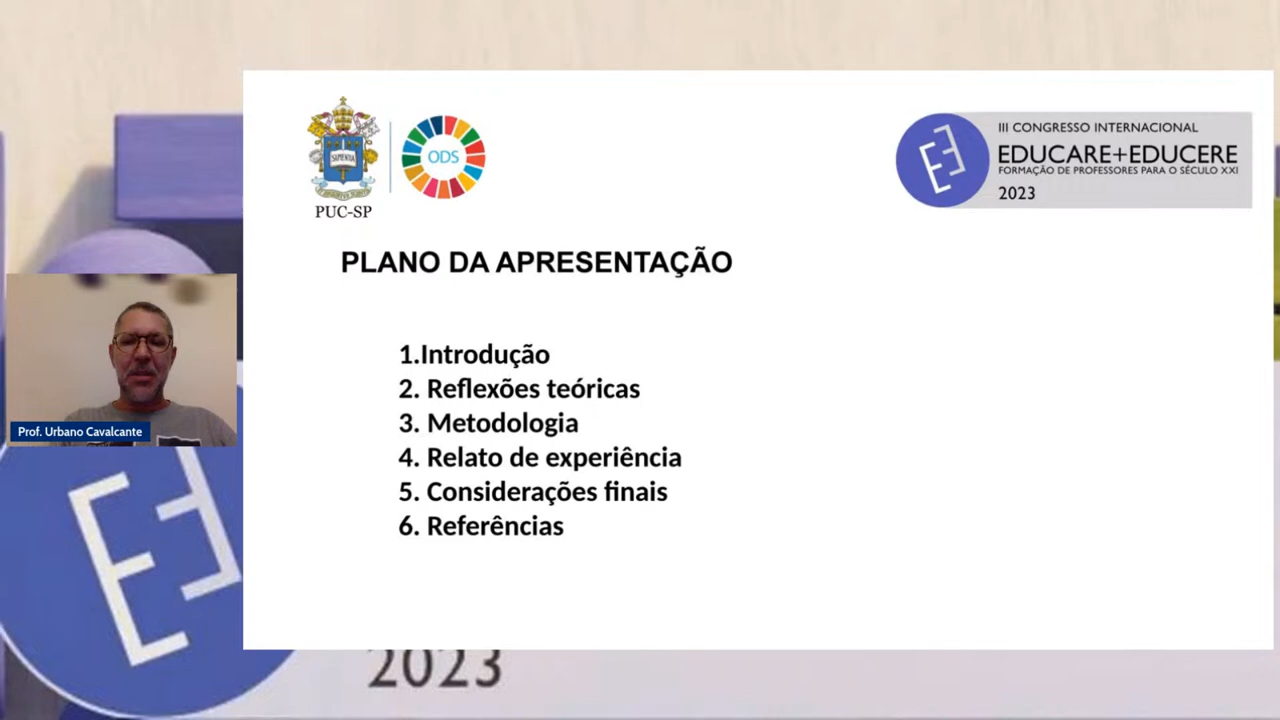 SAPIENTIA
PUC-SP
ODS
III CONGRESSO INTERNACIONAL
EDUCARE+EDUCERE
FORMAÇÃO DE PROFESSORES PARA O SÉCULO XXI
2023
PLANO DA APRESENTAÇÃO
1.Introdução
2. Reflexões teóricas
3. Metodologia
4. Relato de experiência
5. Considerações finais
6. Referências
Prof. Urbano Cavalcante
2023